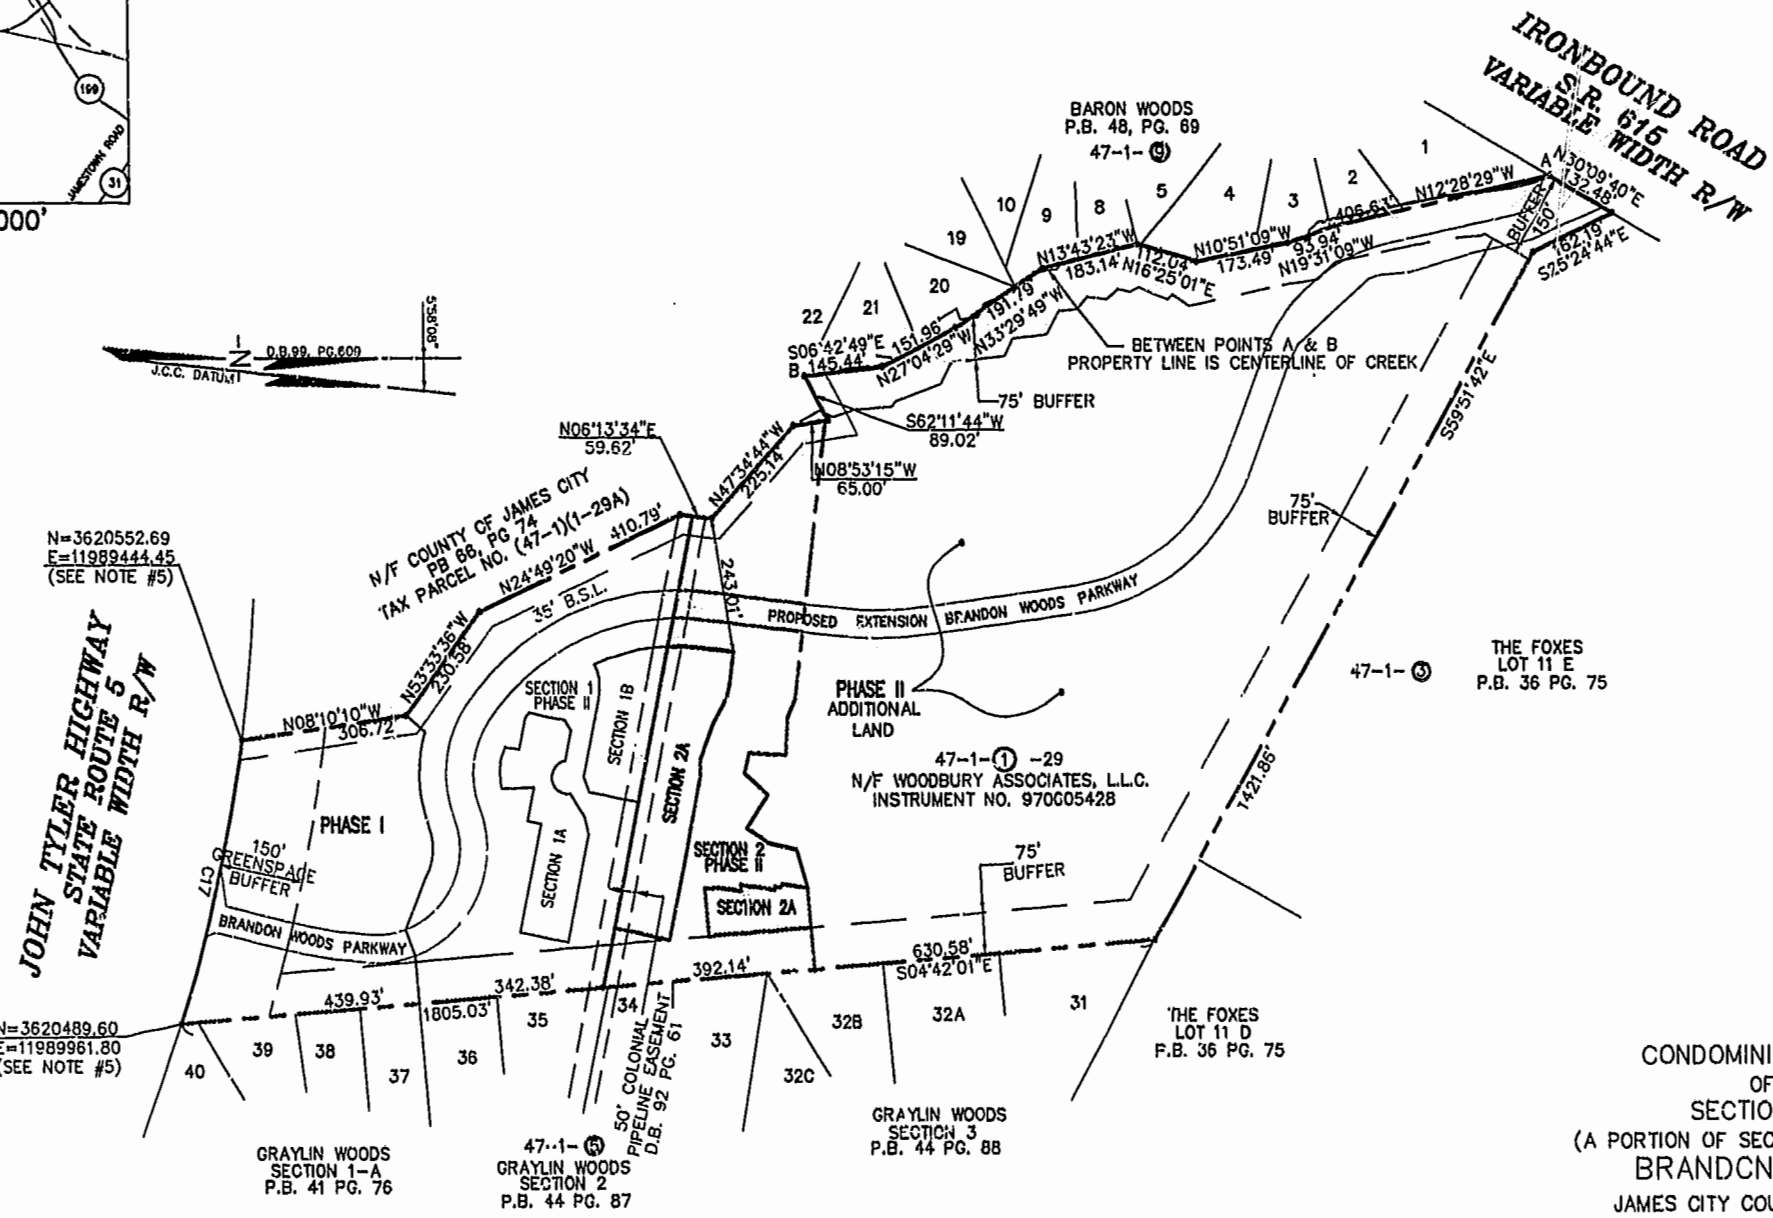 199
JAMESTOWN ROAD
31
000'
5°58'08"
N
D.B.99, PG.609
J.C.C. DATUM
IRONBOUND ROAD
S.R. 615
VARIABLE WIDTH R/W
BARON WOODS
P.B. 48, PG. 69
47-1-9
1
2
3
4
5
8
9
10
19
20
21
22
A
N30°09'40"E
132.48'
BUFFER
150'
162.19'
S25°24'44"E
N12°28'29"W
406.63'
93.94'
N19°31'09"W
N10°51'09"W
173.49'
112.04'
N16°25'01"E
N13°43'23"W
183.14'
191.79'
N33°29'49"W
151.96'
N27°04'29"W
S06°42'49"E
B 145.44'
BETWEEN POINTS A & B
PROPERTY LINE IS CENTERLINE OF CREEK
75' BUFFER
S62°11'44"W
89.02'
N08°53'15"W
65.00'
N06°13'34"E
59.62'
N47°34'44"W
225.14'
N/F COUNTY OF JAMES CITY
PB 66, PG 74
TAX PARCEL NO. (47-1)(1-29A)
N24°49'20"W 410.79'
35' B.S.L.
N53°33'36"W
230.58'
N08°10'10"W
306.72'
N=3620552.69
E=11989444.45
(SEE NOTE #5)
JOHN TYLER HIGHWAY
STATE ROUTE 5
VARIABLE WIDTH R/W
243.01'
PROPOSED EXTENSION BRANDON WOODS PARKWAY
75'
BUFFER
S59°51'42"E
1421.85'
47-1-3
THE FOXES
LOT 11 E
P.B. 36 PG. 75
PHASE II
ADDITIONAL
LAND
47-1-1 -29
N/F WOODBURY ASSOCIATES, L.L.C.
INSTRUMENT NO. 970005428
SECTION 1
PHASE II
SECTION 1B
SECTION 1A
SECTION 2A
SECTION 2
PHASE II
SECTION 2A
PHASE I
150'
GREENSPACE
BUFFER
C17
BRANDON WOODS PARKWAY
75'
BUFFER
630.58'
S04°42'01"E
392.14'
342.38'
439.93'
1805.03'
N=3620489.60
E=11989961.80
(SEE NOTE #5)
40
39
38
37
36
35
34
33
32C
32B
32A
31
50' COLONIAL
PIPELINE EASEMENT
D.B. 92 PG. 61
THE FOXES
LOT 11 D
P.B. 36 PG. 75
GRAYLIN WOODS
SECTION 1-A
P.B. 41 PG. 76
47-1-5
GRAYLIN WOODS
SECTION 2
P.B. 44 PG. 87
GRAYLIN WOODS
SECTION 3
P.B. 44 PG. 88
CONDOMINI
OF
SECTIO
(A PORTION OF SEC
BRANDON
JAMES CITY COU